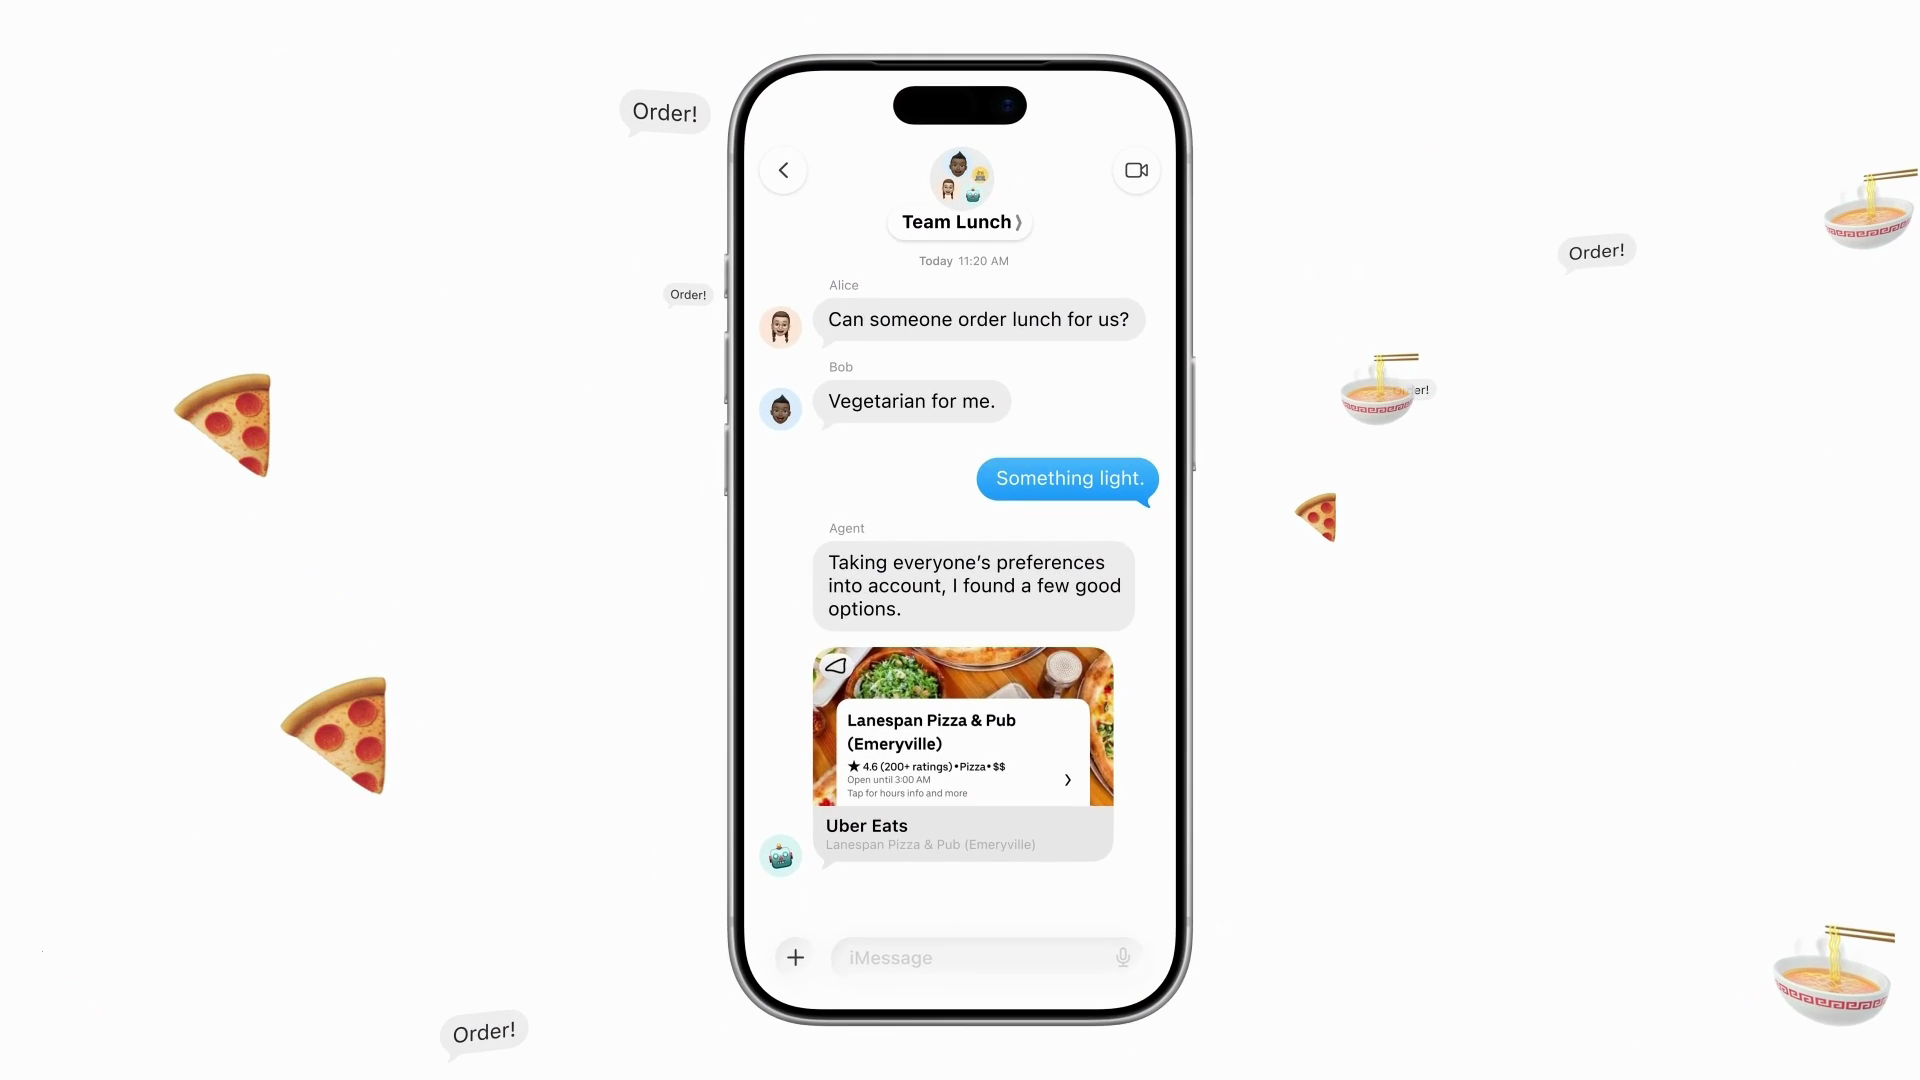 Order!
Team Lunch
Today 11:20 AM
Order!
Order!
Alice
Can someone order lunch for us?
Bob
Vegetarian for me.
er!
Something light.
Agent
Taking everyone’s preferences
into account, I found a few good
options.
Lanespan Pizza & Pub
(Emeryville)
★ 4.6 (200+ ratings)•Pizza•$$
Open until 3:00 AM
Tap for hours info and more
Uber Eats
Lanespan Pizza & Pub (Emeryville)
iMessage
Order!